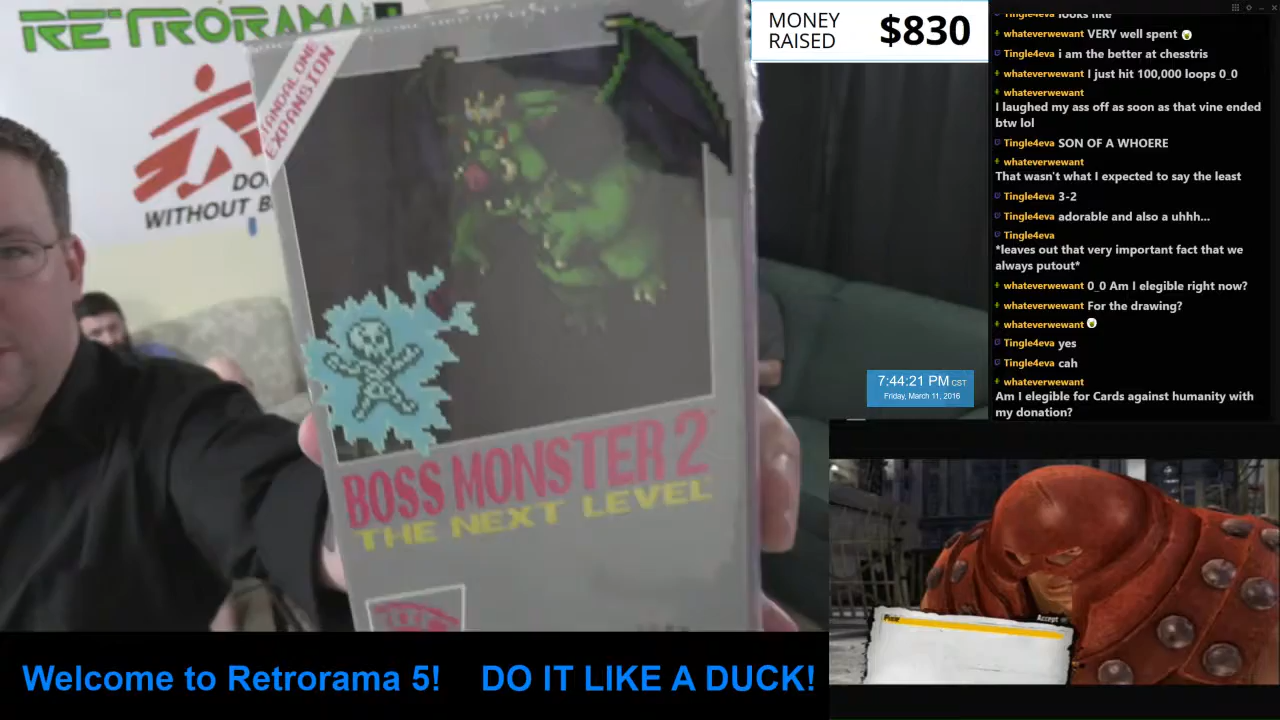 RETRORAMA
STANDALONE
EXPANSION
WITHOUT
BOSS MONSTER 2
THE NEXT LEVEL
MONEY
RAISED
$830
7:44:21 PM CST
Friday, March 11, 2016
Tingle4eva looks like
whateverwewant VERY well spent
Tingle4eva i am the better at chesstris
whateverwewant I just hit 100,000 loops 0_0
whateverwewant
I laughed my ass off as soon as that vine ended
btw lol
Tingle4eva SON OF A WHOERE
whateverwewant
That wasn't what I expected to say the least
Tingle4eva 3-2
Tingle4eva adorable and also a uhhh...
Tingle4eva
*leaves out that very important fact that we
always putout*
whateverwewant 0_0 Am I elegible right now?
whateverwewant For the drawing?
whateverwewant
Tingle4eva yes
Tingle4eva cah
whateverwewant
Am I elegible for Cards against humanity with
my donation?
Accept
Welcome to Retrorama 5! DO IT LIKE A DUCK!